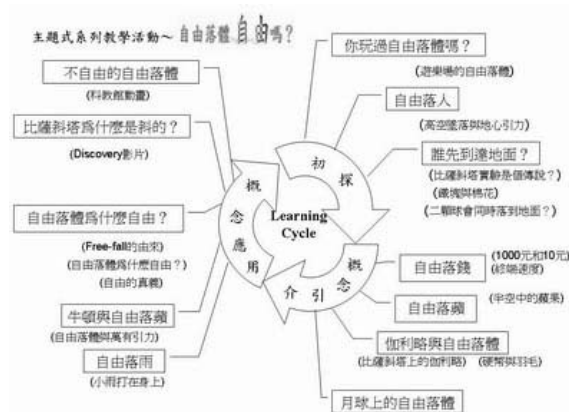 主題式系列教學活動～ 自由落體 自由嗎?
你玩過自由落體嗎？
(遊樂場的自由落體)
自由落人
(高空墜落與地心引力)
誰先到達地面？
(比薩斜塔實驗是個傳說？)
(鐵塊與棉花)
(二顆球會同時落到地面？)
自由落錢
(1000元和10元)
(終端速度)
自由落蘋
(半空中的蘋果)
伽利略與自由落體
(比薩斜塔上的伽利略) (硬幣與羽毛)
月球上的自由落體
不自由的自由落體
(科教館動畫)
比薩斜塔爲什麼是斜的？
(Discovery影片)
自由落體爲什麼自由？
(Free-fall的由來)
(自由落體爲什麼自由？)
(自由的真義)
牛頓與自由落蘋
(自由落體與萬有引力)
自由落雨
(小雨打在身上)
初探
概念引介
概念應用
Learning
Cycle